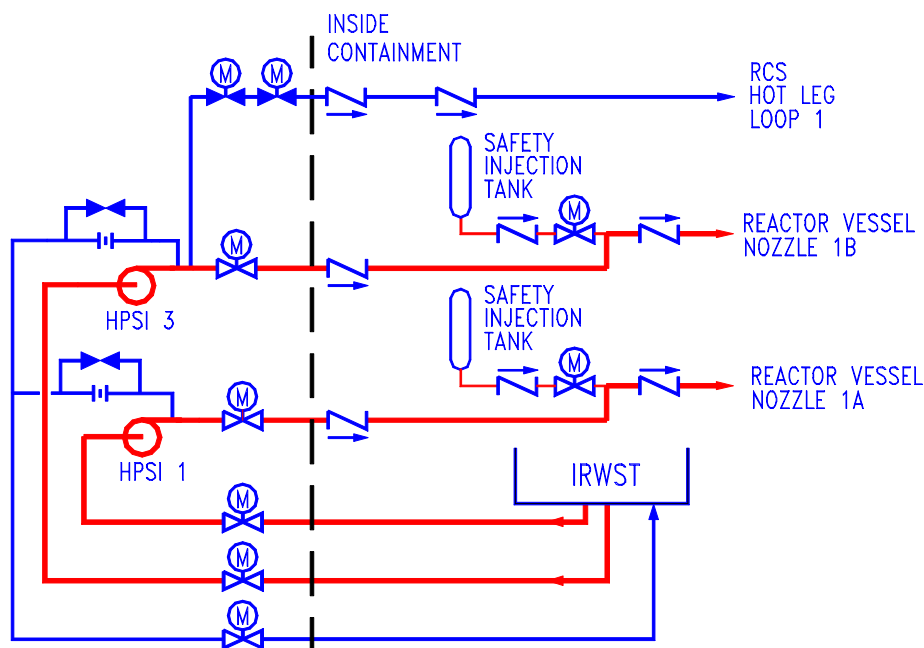 INSIDE
CONTAINMENT
M
M
RCS
HOT LEG
LOOP 1
SAFETY
INJECTION
TANK
M
M
REACTOR VESSEL
NOZZLE 1B
HPSI 3
SAFETY
INJECTION
TANK
M
REACTOR VESSEL
NOZZLE 1A
M
HPSI 1
IRWST
M
M
M